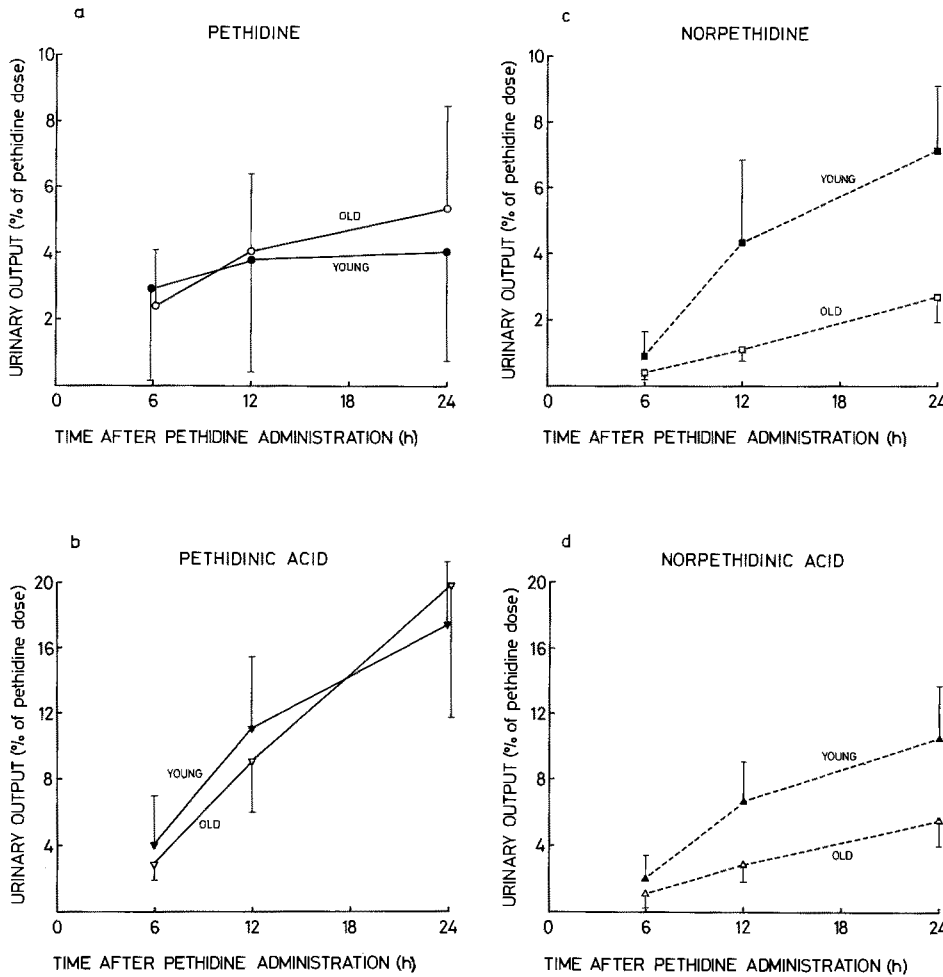 a
PETHIDINE
URINARY OUTPUT (% of pethidine dose)
10
8
6
4
2
OLD
YOUNG
0 6 12 18 24
TIME AFTER PETHIDINE ADMINISTRATION (h)
c
NORPETHIDINE
URINARY OUTPUT (% of pethidine dose)
10
8
6
4
2
YOUNG
OLD
0 6 12 18 24
TIME AFTER PETHIDINE ADMINISTRATION (h)
b
PETHIDINIC ACID
URINARY OUTPUT (% of pethidine dose)
20
16
12
8
4
YOUNG
OLD
0 6 12 18 24
TIME AFTER PETHIDINE ADMINISTRATION (h)
d
NORPETHIDINIC ACID
URINARY OUTPUT (% of pethidine dose)
20
16
12
8
4
YOUNG
OLD
0 6 12 18 24
TIME AFTER PETHIDINE ADMINISTRATION (h)